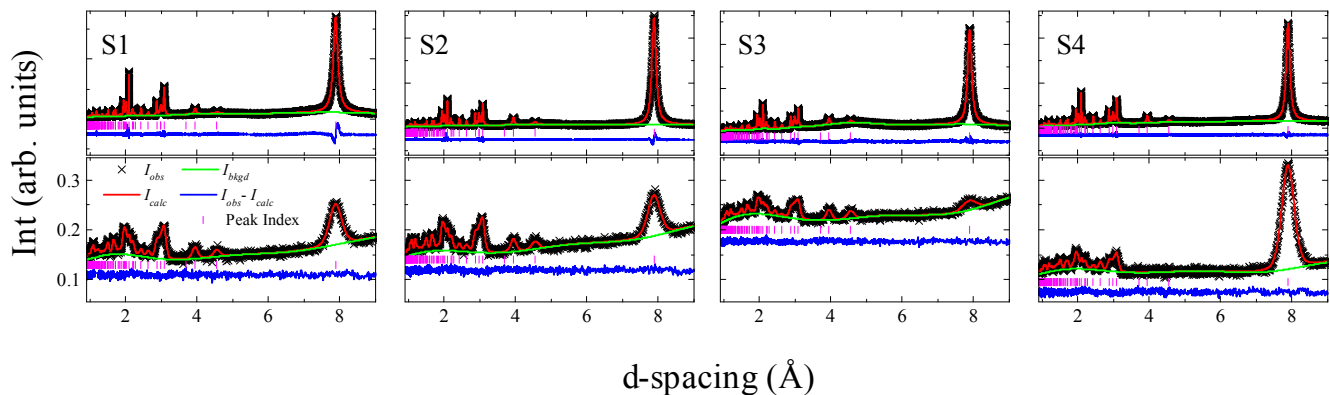 S1
S2
S3
S4
Int (arb. units)
I_obs
I_bkgd
I_calc
I_obs - I_calc
Peak Index
0.3
0.2
0.1
2 4 6 8 2 4 6 8 2 4 6 8 2 4 6 8
d-spacing (Å)